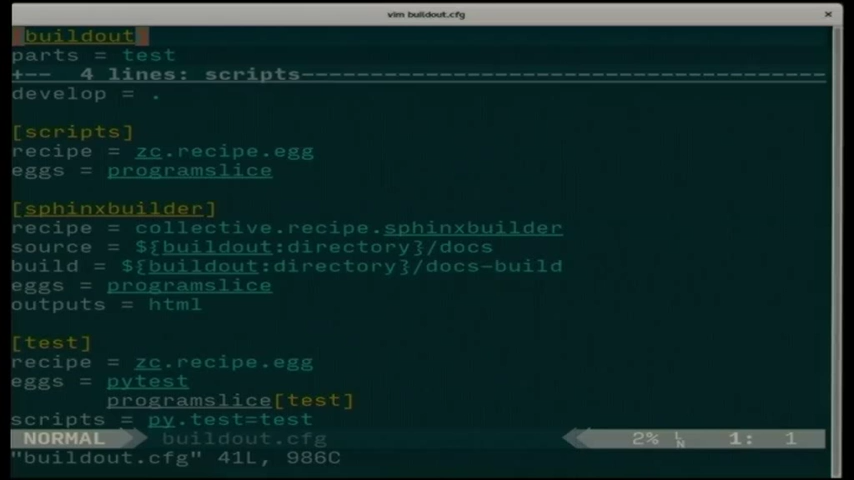 vim buildout.cfg ×
[buildout]
parts = test
+-- 4 lines: scripts--------------------------------------
develop = .
[scripts]
recipe = zc.recipe.egg
eggs = programslice
[sphinxbuilder]
recipe = collective.recipe.sphinxbuilder
source = ${buildout:directory}/docs
build = ${buildout:directory}/docs-build
eggs = programslice
outputs = html
[test]
recipe = zc.recipe.egg
eggs = pytest
programslice[test]
scripts = py.test=test
NORMAL buildout.cfg 2% ␤ 1: 1
"buildout.cfg" 41L, 986C